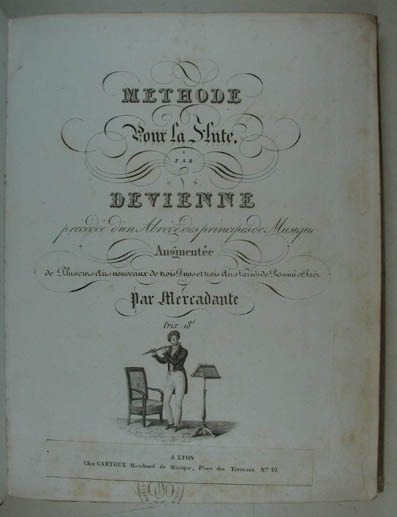 METHODE
Pour la Flute,
PAR
DEVIENNE
précédée d'un Abrégé des principes de Musique
Augmentée
de Plusieurs Airs nouveaux de trois Duos et trois Airs Variés de Rossini et
Par Mercadante
Prix 18f
A LYON
Chez CARTOUX Marchand de Musique, Place des Terreaux N° 10.